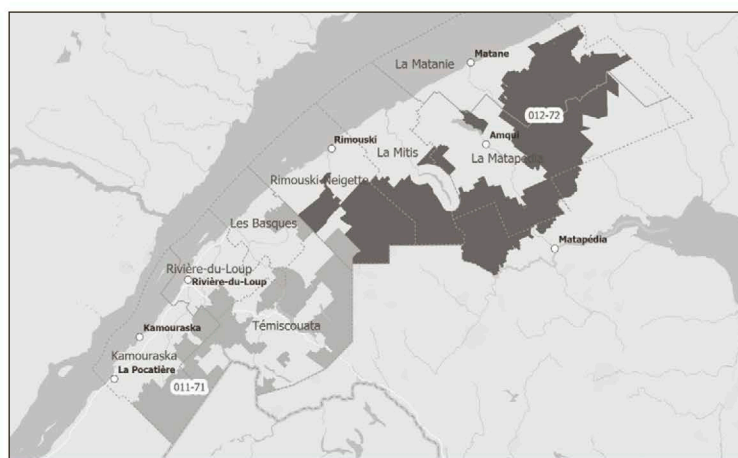 Matane
La Matanie
012-72
Rimouski
Amqui
La Mitis
La Matapédia
Rimouski-Neigette
Les Basques
Matapédia
Rivière-du-Loup
Rivière-du-Loup
Témiscouata
Kamouraska
Kamouraska
La Pocatière
011-71